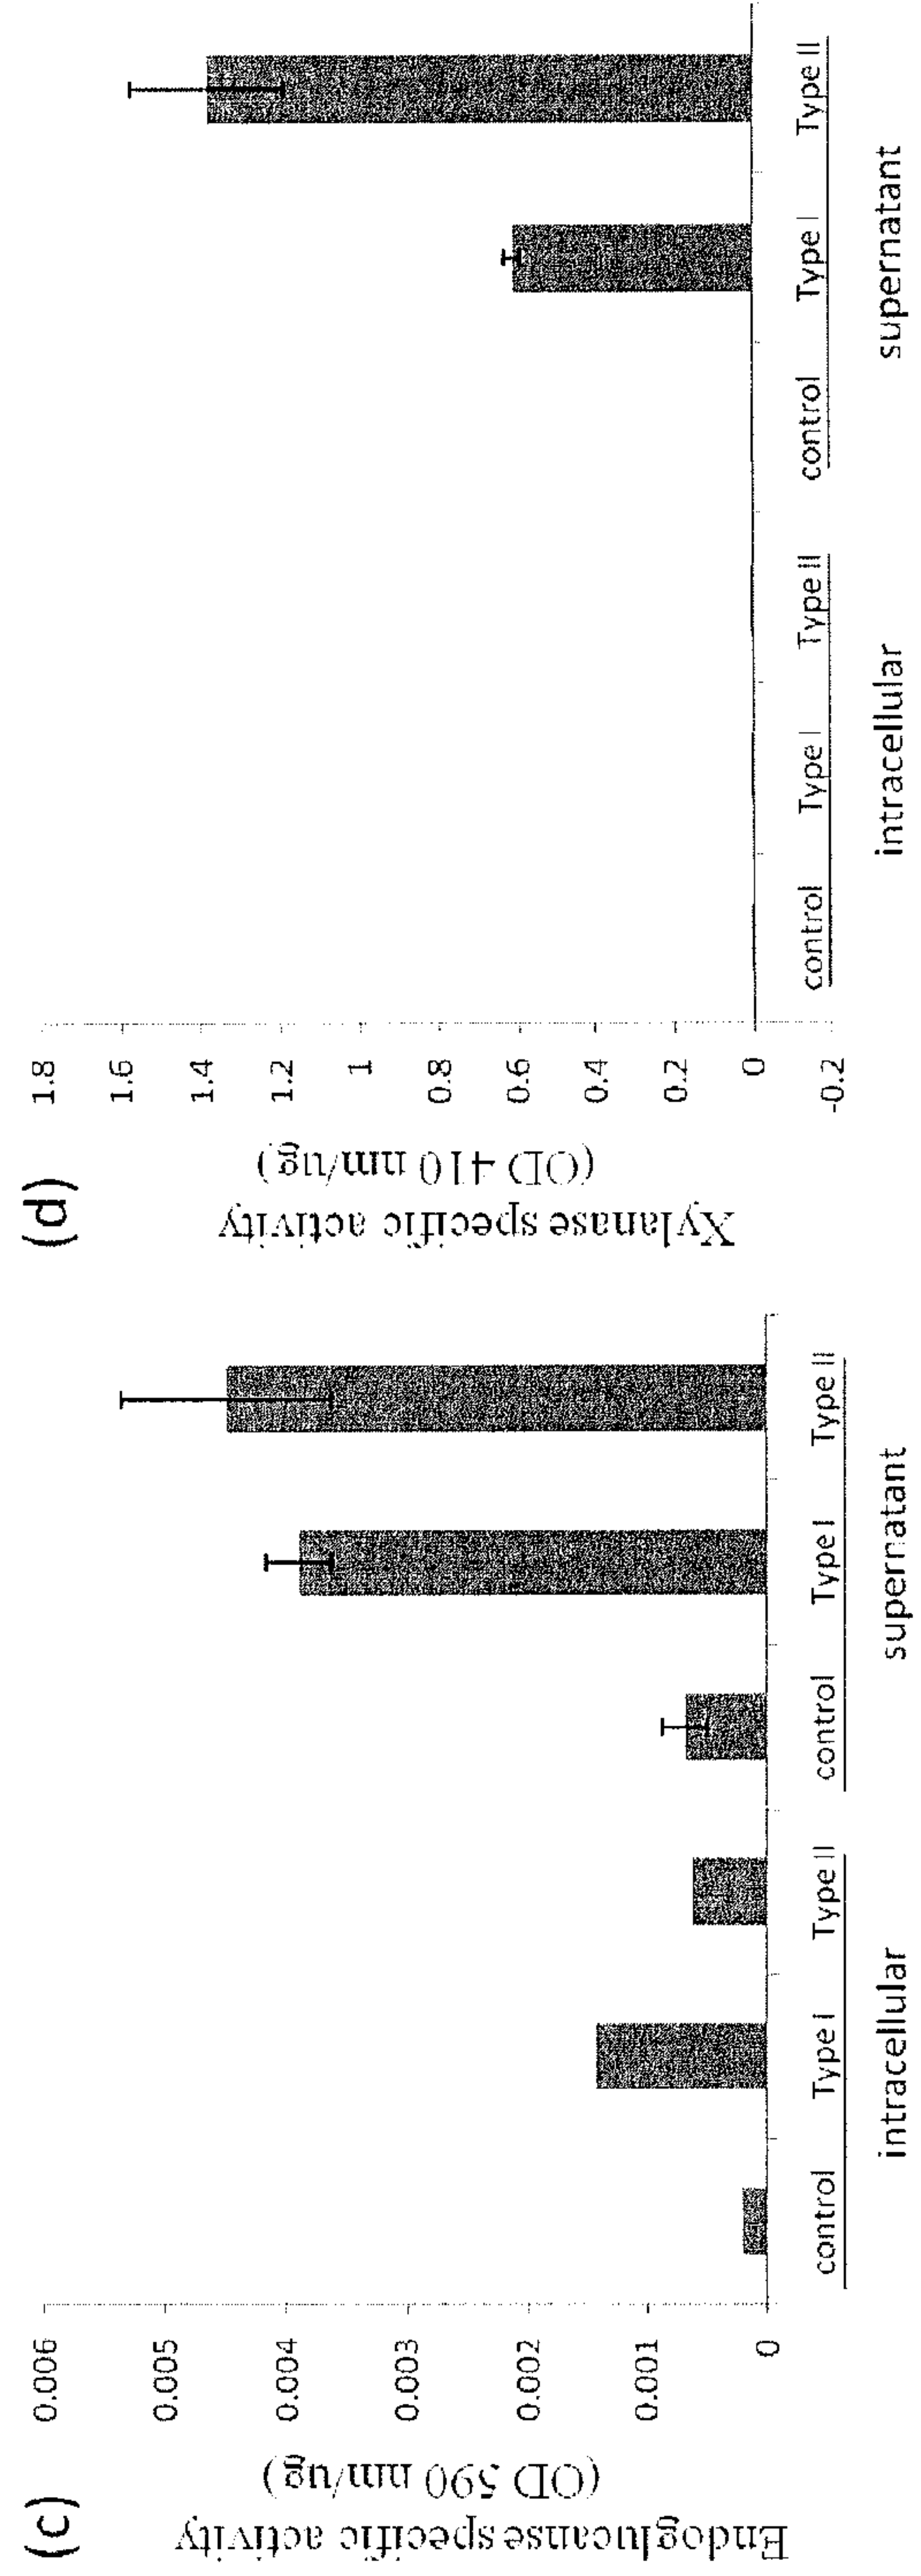 (c)
Endoglucanse specific activity
(OD 590 nm/ug)
0.006
0.005
0.004
0.003
0.002
0.001
0
control Type I Type II control Type I Type II
intracellular supernatant
(d)
Xylanase specific activity
(OD 410 nm/ug)
1.8
1.6
1.4
1.2
1
0.8
0.6
0.4
0.2
0
-0.2
control Type I Type II control Type I Type II
intracellular supernatant